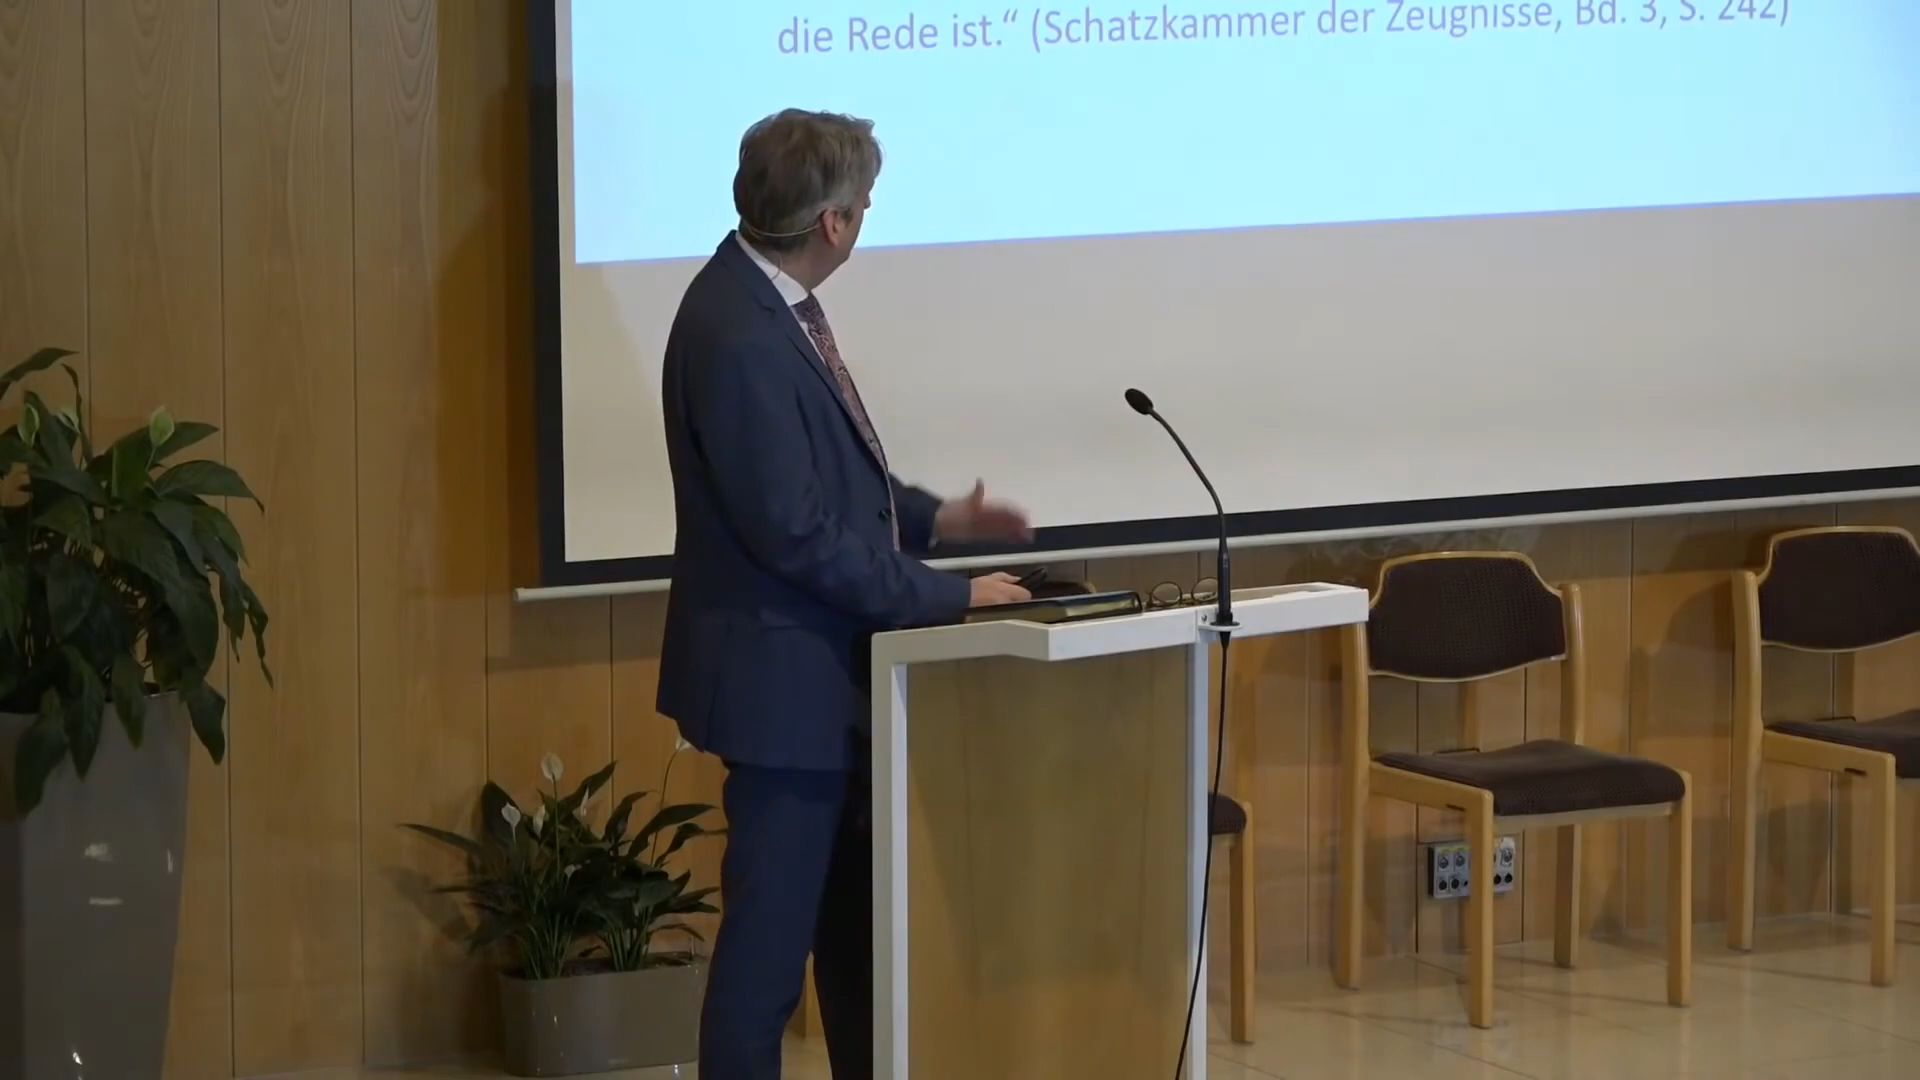 die Rede ist.“ (Schatzkammer der Zeugnisse, Bd. 3, S. 242)